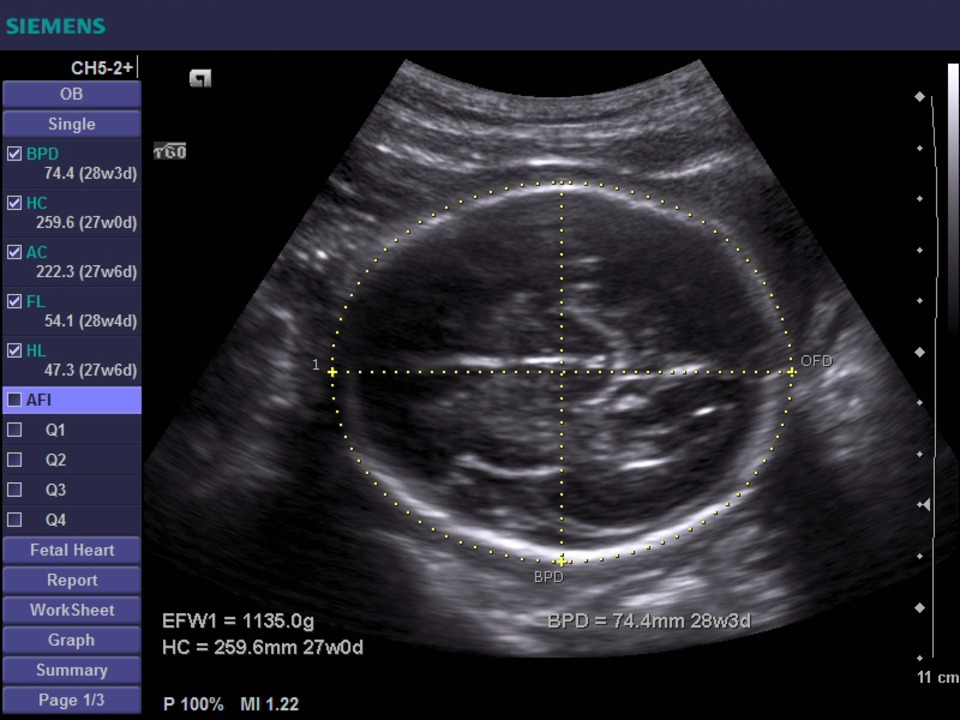 SIEMENS
CH5-2+
OB
Single
BPD
74.4 (28w3d)
HC
259.6 (27w0d)
AC
222.3 (27w6d)
FL
54.1 (28w4d)
HL
47.3 (27w6d)
AFI
Q1
Q2
Q3
Q4
Fetal Heart
Report
WorkSheet
Graph
Summary
Page 1/3
1
OFD
BPD
EFW1 = 1135.0g
BPD = 74.4mm 28w3d
HC = 259.6mm 27w0d
11 cm
P 100% MI 1.22